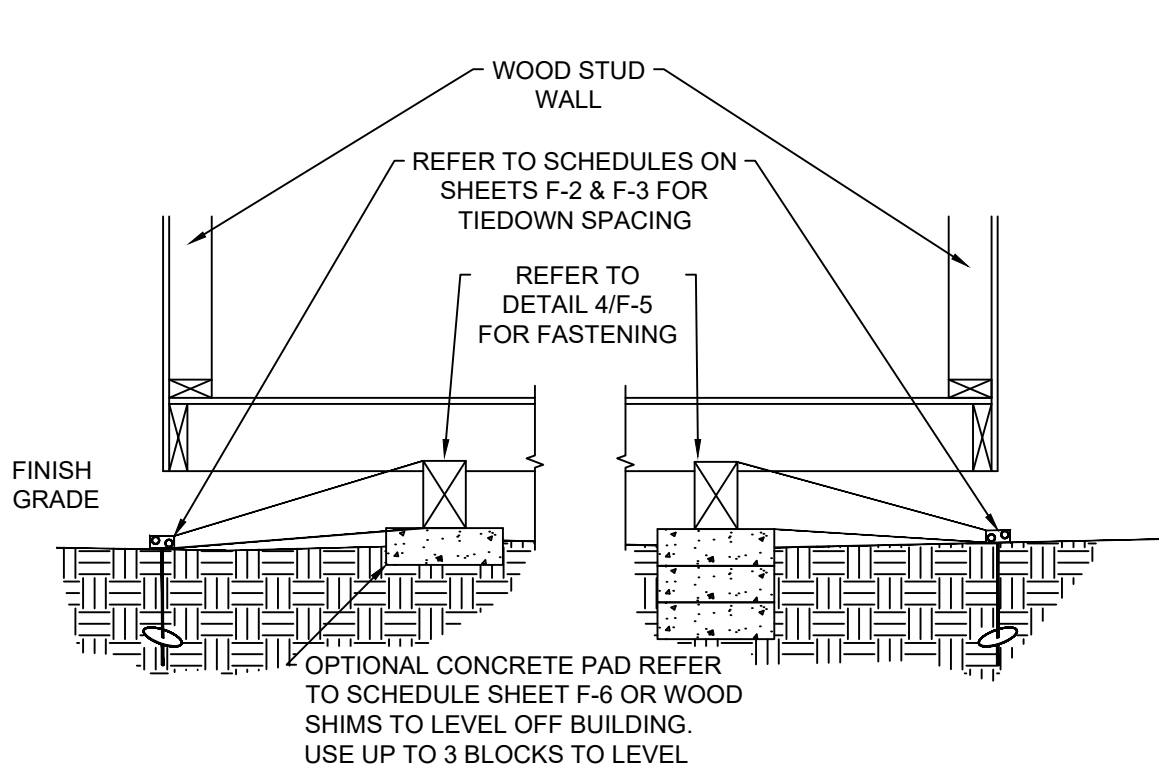 WOOD STUD
WALL
REFER TO SCHEDULES ON
SHEETS F-2 & F-3 FOR
TIEDOWN SPACING
REFER TO
DETAIL 4/F-5
FOR FASTENING
FINISH
GRADE
OPTIONAL CONCRETE PAD REFER
TO SCHEDULE SHEET F-6 OR WOOD
SHIMS TO LEVEL OFF BUILDING.
USE UP TO 3 BLOCKS TO LEVEL